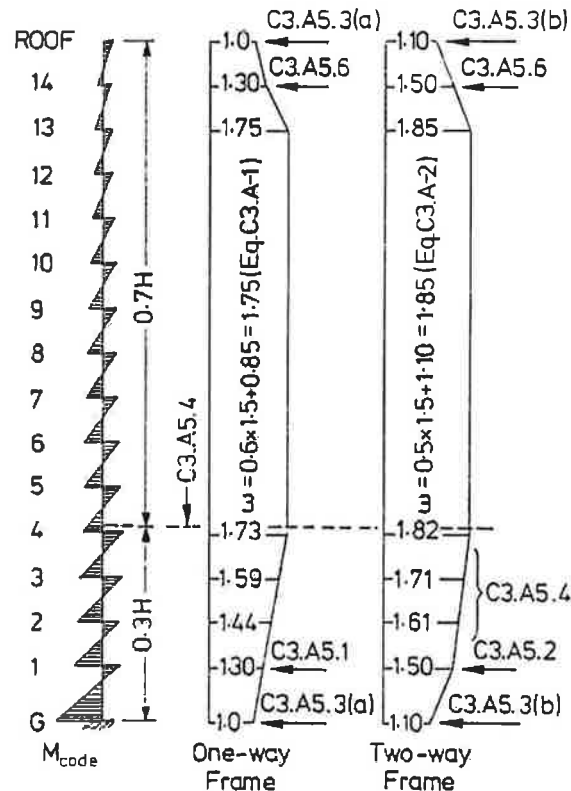 ROOF
14
13
12
11
10
9
8
7
6
5
4
3
2
1
G
M code
0·7H
0·3H
C3.A5.4
C3.A5.3(a)
1·0
C3.A5.6
1·30
1·75
ω = 0·6×1·5+0·85 = 1·75 (Eq.C3.A-1)
1·73
1·59
1·44
C3.A5.1
1·30
C3.A5.3(a)
1·0
One-way
Frame
C3.A5.3(b)
1·10
C3.A5.6
1·50
1·85
ω = 0·5×1·5+1·10 = 1·85 (Eq.C3.A-2)
1·82
1·71
C3.A5.4
1·61
C3.A5.2
1·50
C3.A5.3(b)
1·10
Two-way
Frame